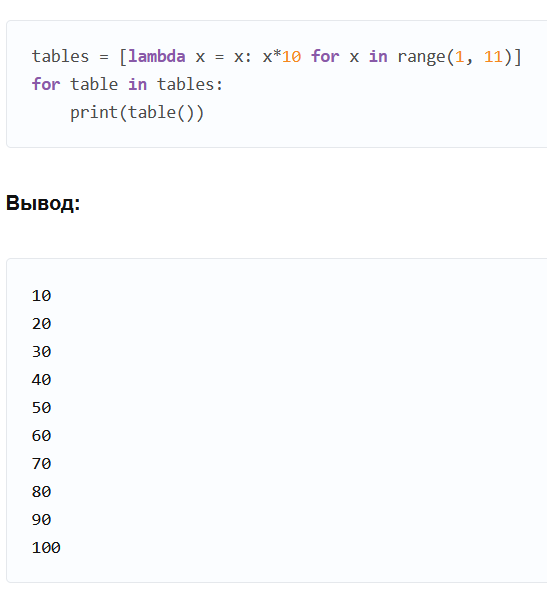 tables = [lambda x = x: x*10 for x in range(1, 11)]
for table in tables:
    print(table())
Вывод:
10
20
30
40
50
60
70
80
90
100